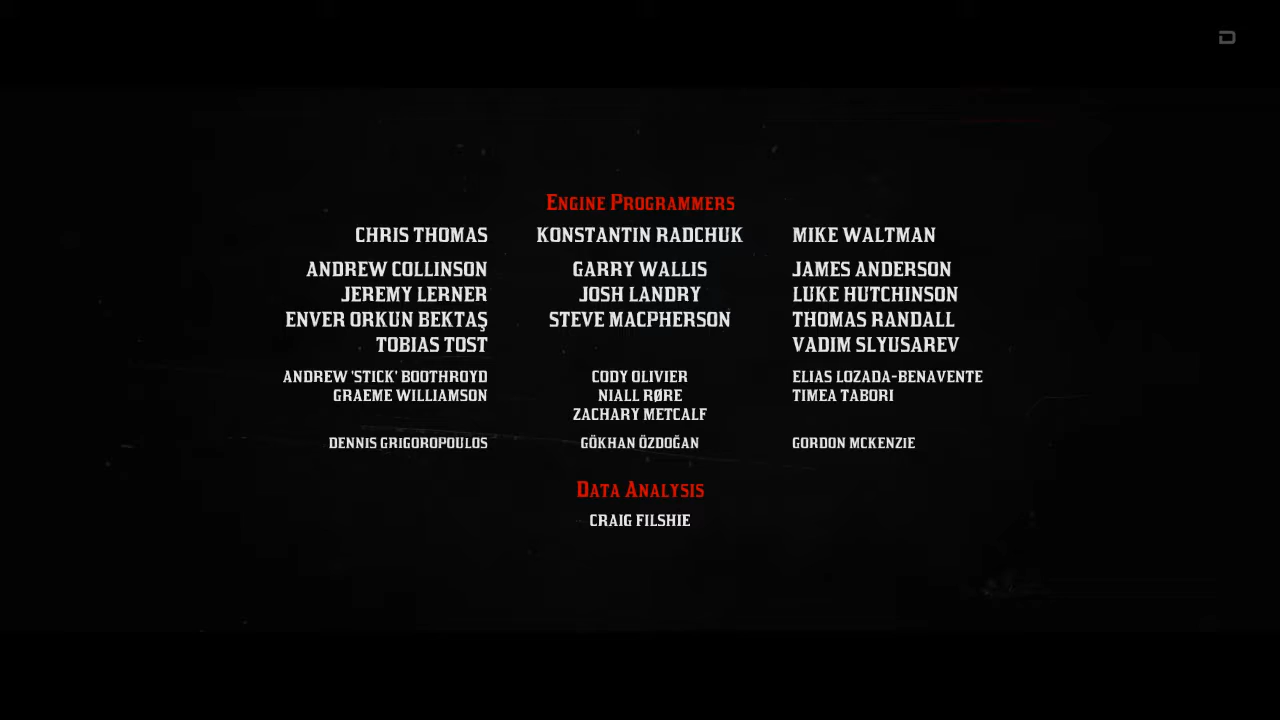 D
ENGINE PROGRAMMERS
CHRIS THOMAS KONSTANTIN RADCHUK MIKE WALTMAN
ANDREW COLLINSON GARRY WALLIS JAMES ANDERSON
JEREMY LERNER JOSH LANDRY LUKE HUTCHINSON
ENVER ORKUN BEKTAŞ STEVE MACPHERSON THOMAS RANDALL
TOBIAS TOST VADIM SLYUSAREV
ANDREW 'STICK' BOOTHROYD CODY OLIVIER ELIAS LOZADA-BENAVENTE
GRAEME WILLIAMSON NIALL RØRE TIMEA TABORI
ZACHARY METCALF
DENNIS GRIGOROPOULOS GÖKHAN ÖZDOĞAN GORDON MCKENZIE
DATA ANALYSIS
CRAIG FILSHIE